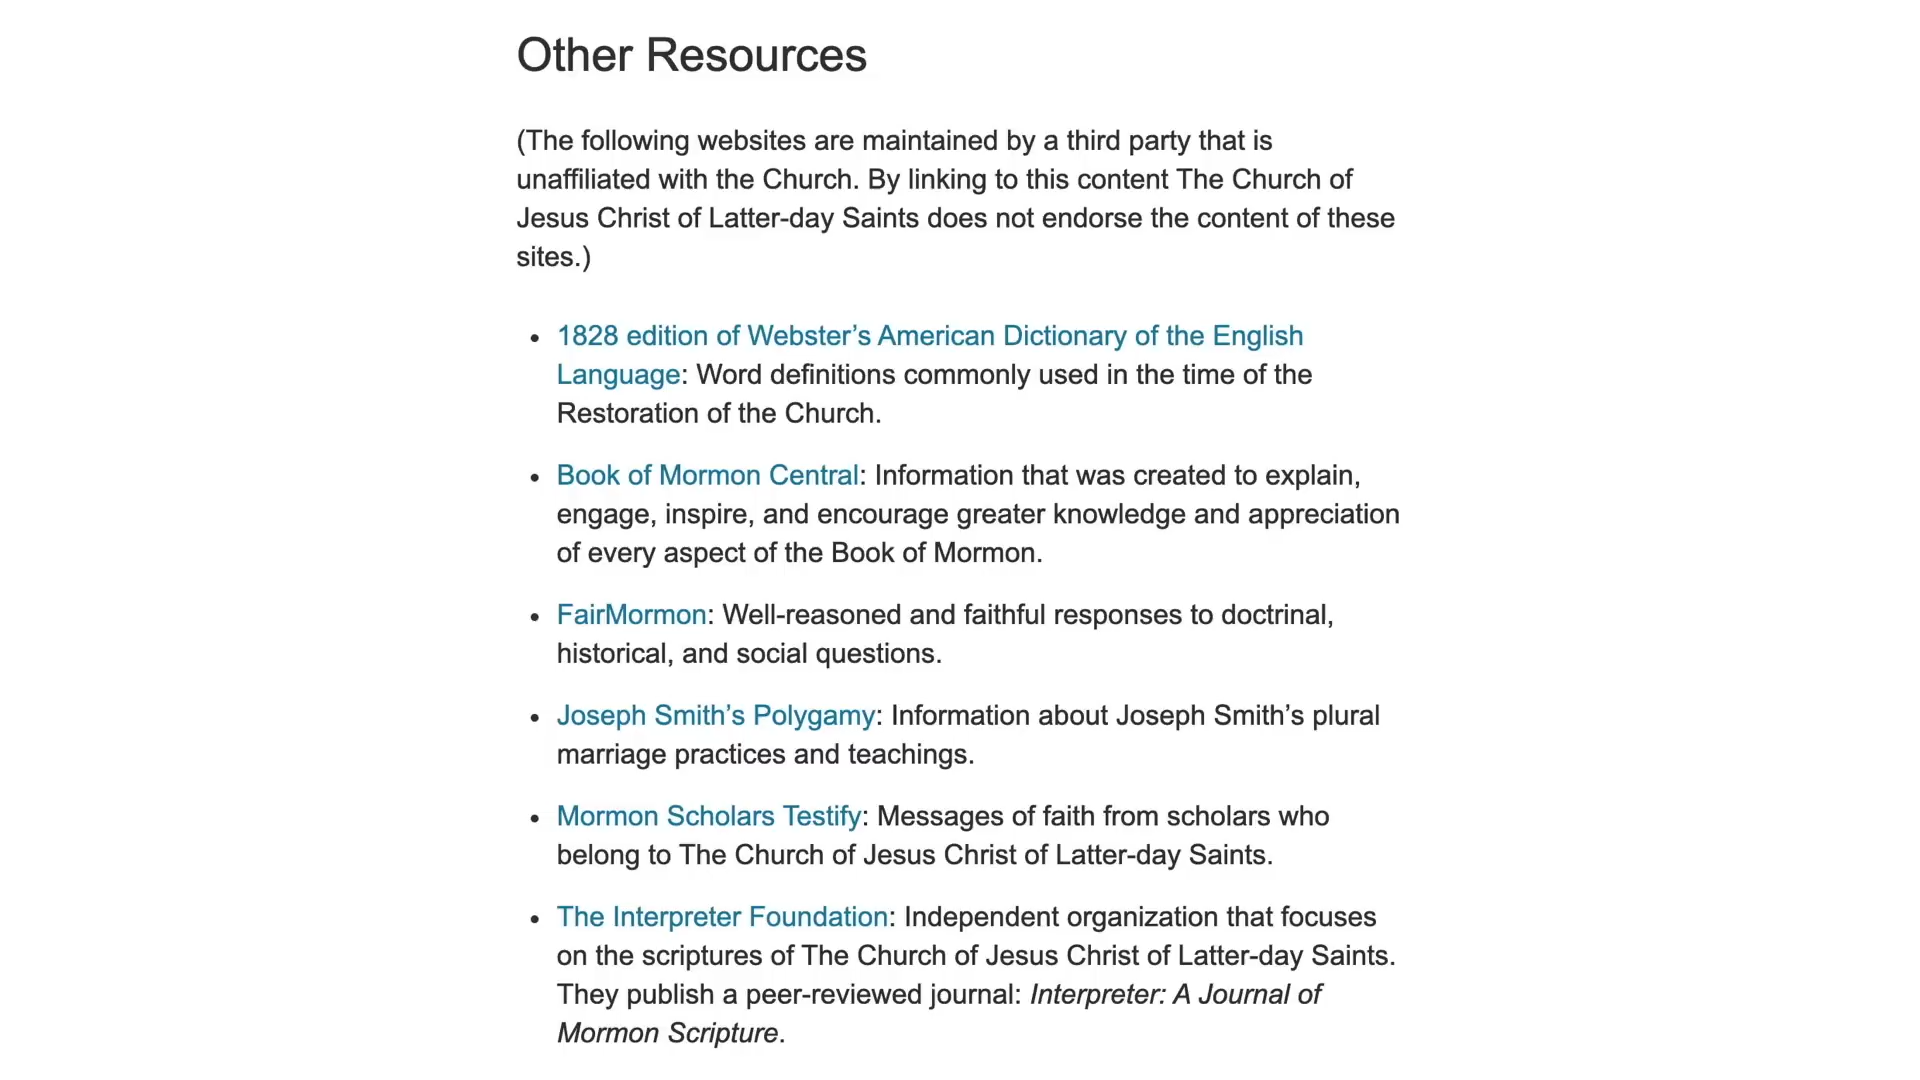 Other Resources
(The following websites are maintained by a third party that is
unaffiliated with the Church. By linking to this content The Church of
Jesus Christ of Latter-day Saints does not endorse the content of these
sites.)
• 1828 edition of Webster’s American Dictionary of the English
Language: Word definitions commonly used in the time of the
Restoration of the Church.
• Book of Mormon Central: Information that was created to explain,
engage, inspire, and encourage greater knowledge and appreciation
of every aspect of the Book of Mormon.
• FairMormon: Well-reasoned and faithful responses to doctrinal,
historical, and social questions.
• Joseph Smith’s Polygamy: Information about Joseph Smith’s plural
marriage practices and teachings.
• Mormon Scholars Testify: Messages of faith from scholars who
belong to The Church of Jesus Christ of Latter-day Saints.
• The Interpreter Foundation: Independent organization that focuses
on the scriptures of The Church of Jesus Christ of Latter-day Saints.
They publish a peer-reviewed journal: Interpreter: A Journal of
Mormon Scripture.